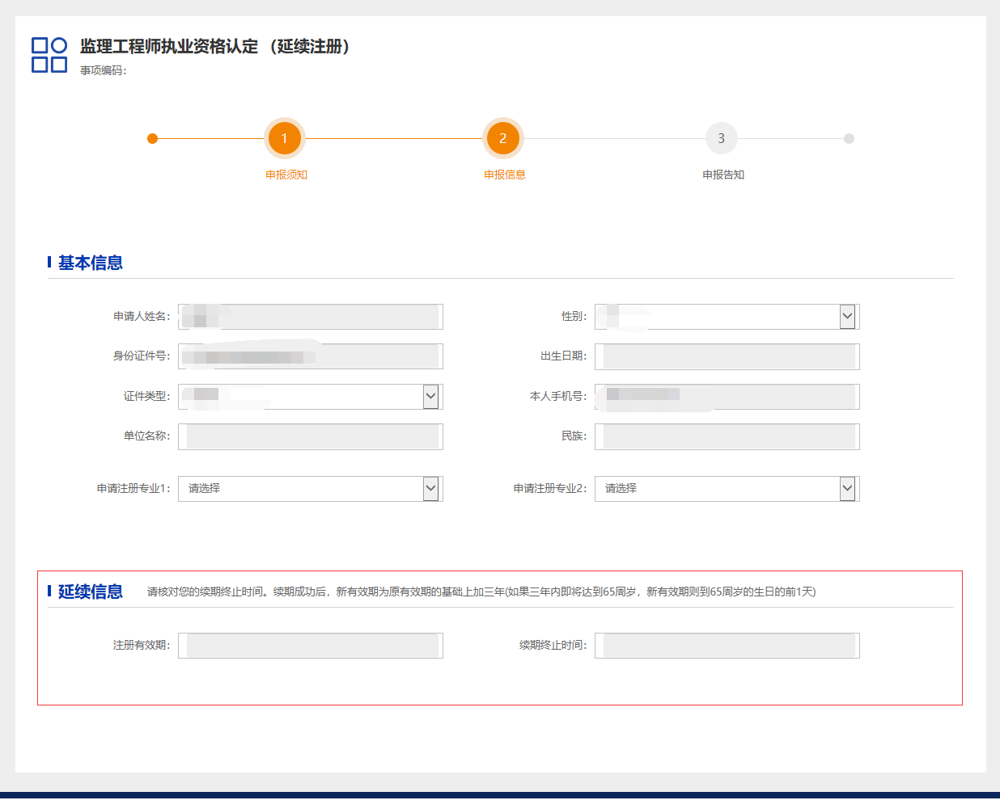 监理工程师执业资格认定 （延续注册）
事项编码：
1
2
3
申报须知
申报信息
申报告知
基本信息
申请人姓名：
性别：
身份证件号：
出生日期：
证件类型：
本人手机号：
单位名称：
民族：
申请注册专业1： 请选择
申请注册专业2： 请选择
延续信息 请核对您的续期终止时间。续期成功后，新有效期为原有效期的基础上加三年(如果三年内即将达到65周岁，新有效期则到65周岁的生日的前1天)
注册有效期：
续期终止时间：